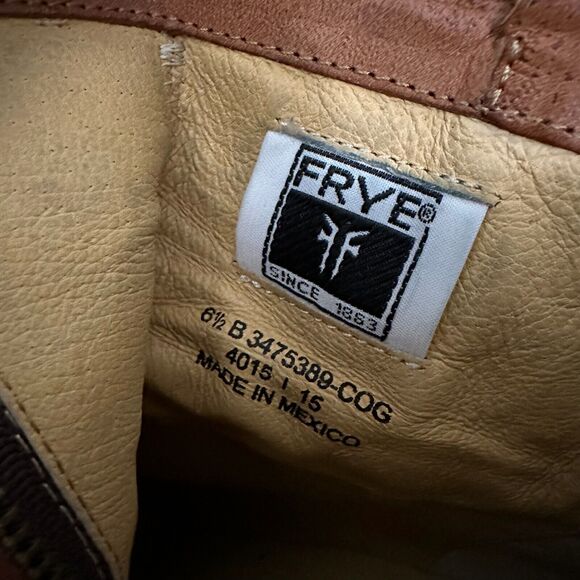 FRYE®
SINCE 1863
6½ B 3475389-COG
4015 I 15
MADE IN MEXICO